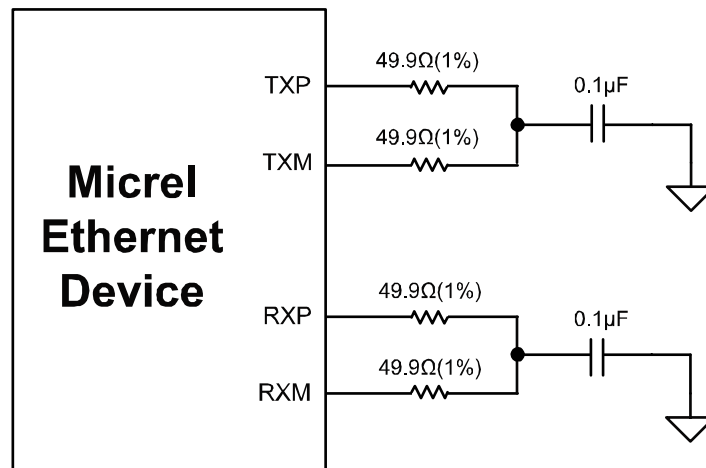 49.9Ω(1%)
TXP
0.1µF
49.9Ω(1%)
TXM
Micrel
Ethernet
Device
49.9Ω(1%)
RXP
0.1µF
49.9Ω(1%)
RXM